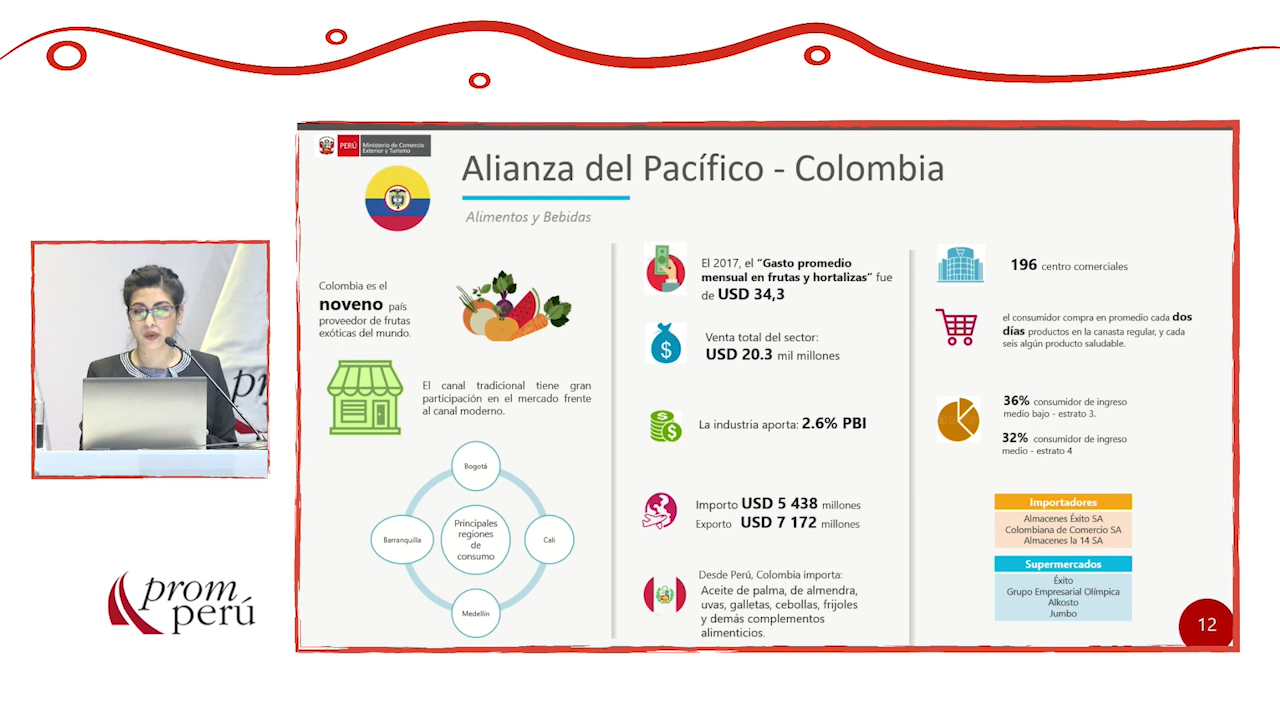 PERÚ
Ministerio de Comercio
Exterior y Turismo
Alianza del Pacífico - Colombia
Alimentos y Bebidas
Colombia es el
noveno país
proveedor de frutas
exóticas del mundo.
El canal tradicional tiene gran
participación en el mercado frente
al canal moderno.
Bogotá
Barranquilla
Principales
regiones
de
consumo
Cali
Medellín
El 2017, el “Gasto promedio
mensual en frutas y hortalizas“ fue
de USD 34,3
Venta total del sector:
USD 20.3 mil millones
La industria aporta: 2.6% PBI
Importo USD 5 438 millones
Exporto USD 7 172 millones
Desde Perú, Colombia importa:
Aceite de palma, de almendra,
uvas, galletas, cebollas, frijoles
y demás complementos
alimenticios.
196 centro comerciales
el consumidor compra en promedio cada dos
días productos en la canasta regular, y cada
seis algún producto saludable.
36% consumidor de ingreso
medio bajo - estrato 3.
32% consumidor de ingreso
medio - estrato 4
Importadores
Almacenes Éxito SA
Colombiana de Comercio SA
Almacenes la 14 SA
Supermercados
Éxito
Grupo Empresarial Olímpica
Alkosto
Jumbo
12
prom
perú